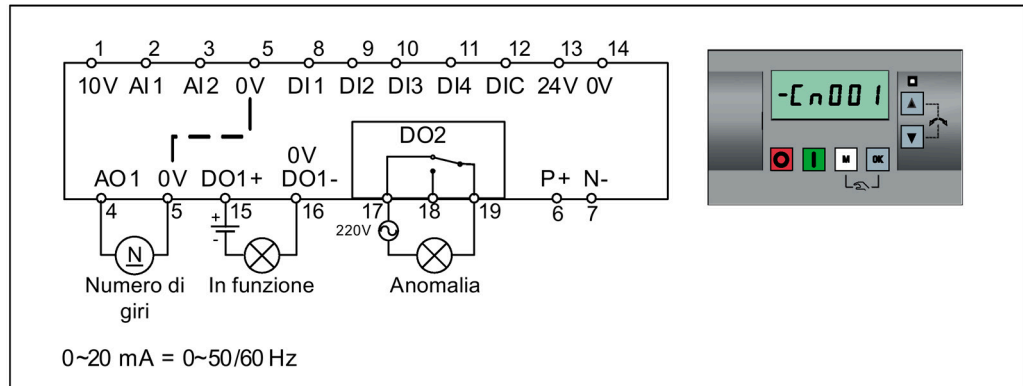 1 2 3 5 8 9 10 11 12 13 14
10V AI1 AI2 0V DI1 DI2 DI3 DI4 DIC 24V 0V
DO2
0V
AO1 0V DO1+ DO1- P+ N-
4 5 15 16 17 18 19 6 7
+
-
220V
N
Numero di
giri
In funzione
Anomalia
0~20 mA = 0~50/60 Hz
-Cn001
M OK